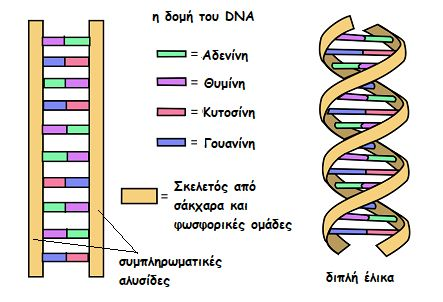 η δομή του DNA
= Αδενίνη
= Θυμίνη
= Κυτοσίνη
= Γουανίνη
= Σκελετός από
σάκχαρα και
φωσφορικές ομάδες
συμπληρωματικές
αλυσίδες
διπλή έλικα